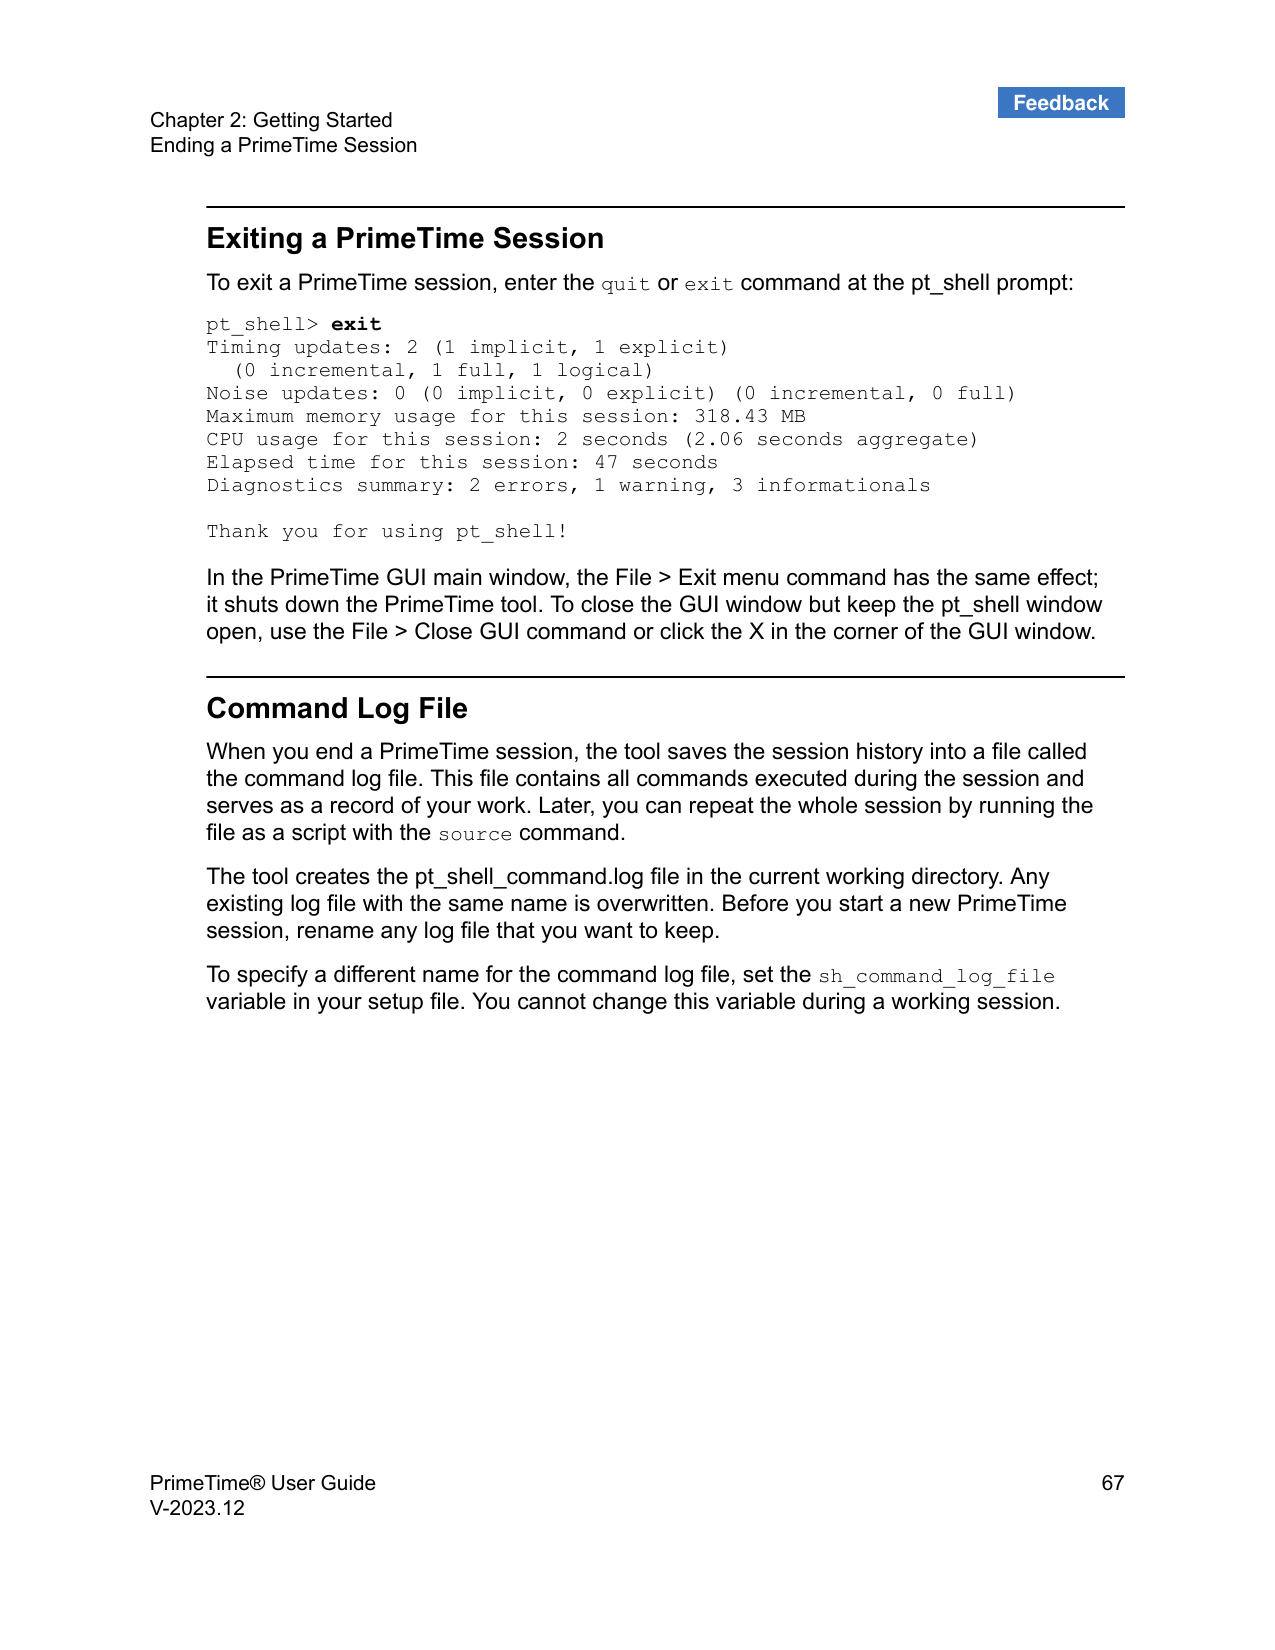 Feedback
Chapter 2: Getting Started
Ending a PrimeTime Session
Exiting a PrimeTime Session
To exit a PrimeTime session, enter the quit or exit command at the pt_shell prompt:
pt_shell> exit
Timing updates: 2 (1 implicit, 1 explicit)
(0 incremental, 1 full, 1 logical)
Noise updates: 0 (0 implicit, 0 explicit) (0 incremental, 0 full)
Maximum memory usage for this session: 318.43 MB
CPU usage for this session: 2 seconds (2.06 seconds aggregate)
Elapsed time for this session: 47 seconds
Diagnostics summary: 2 errors, 1 warning, 3 informationals
Thank you for using pt_shell!
In the PrimeTime GUI main window, the File > Exit menu command has the same effect;
it shuts down the PrimeTime tool. To close the GUI window but keep the pt_shell window
open, use the File > Close GUI command or click the X in the corner of the GUI window.
Command Log File
When you end a PrimeTime session, the tool saves the session history into a file called
the command log file. This file contains all commands executed during the session and
serves as a record of your work. Later, you can repeat the whole session by running the
file as a script with the source command.
The tool creates the pt_shell_command.log file in the current working directory. Any
existing log file with the same name is overwritten. Before you start a new PrimeTime
session, rename any log file that you want to keep.
To specify a different name for the command log file, set the sh_command_log_file
variable in your setup file. You cannot change this variable during a working session.
PrimeTime® User Guide
67
V-2023.12